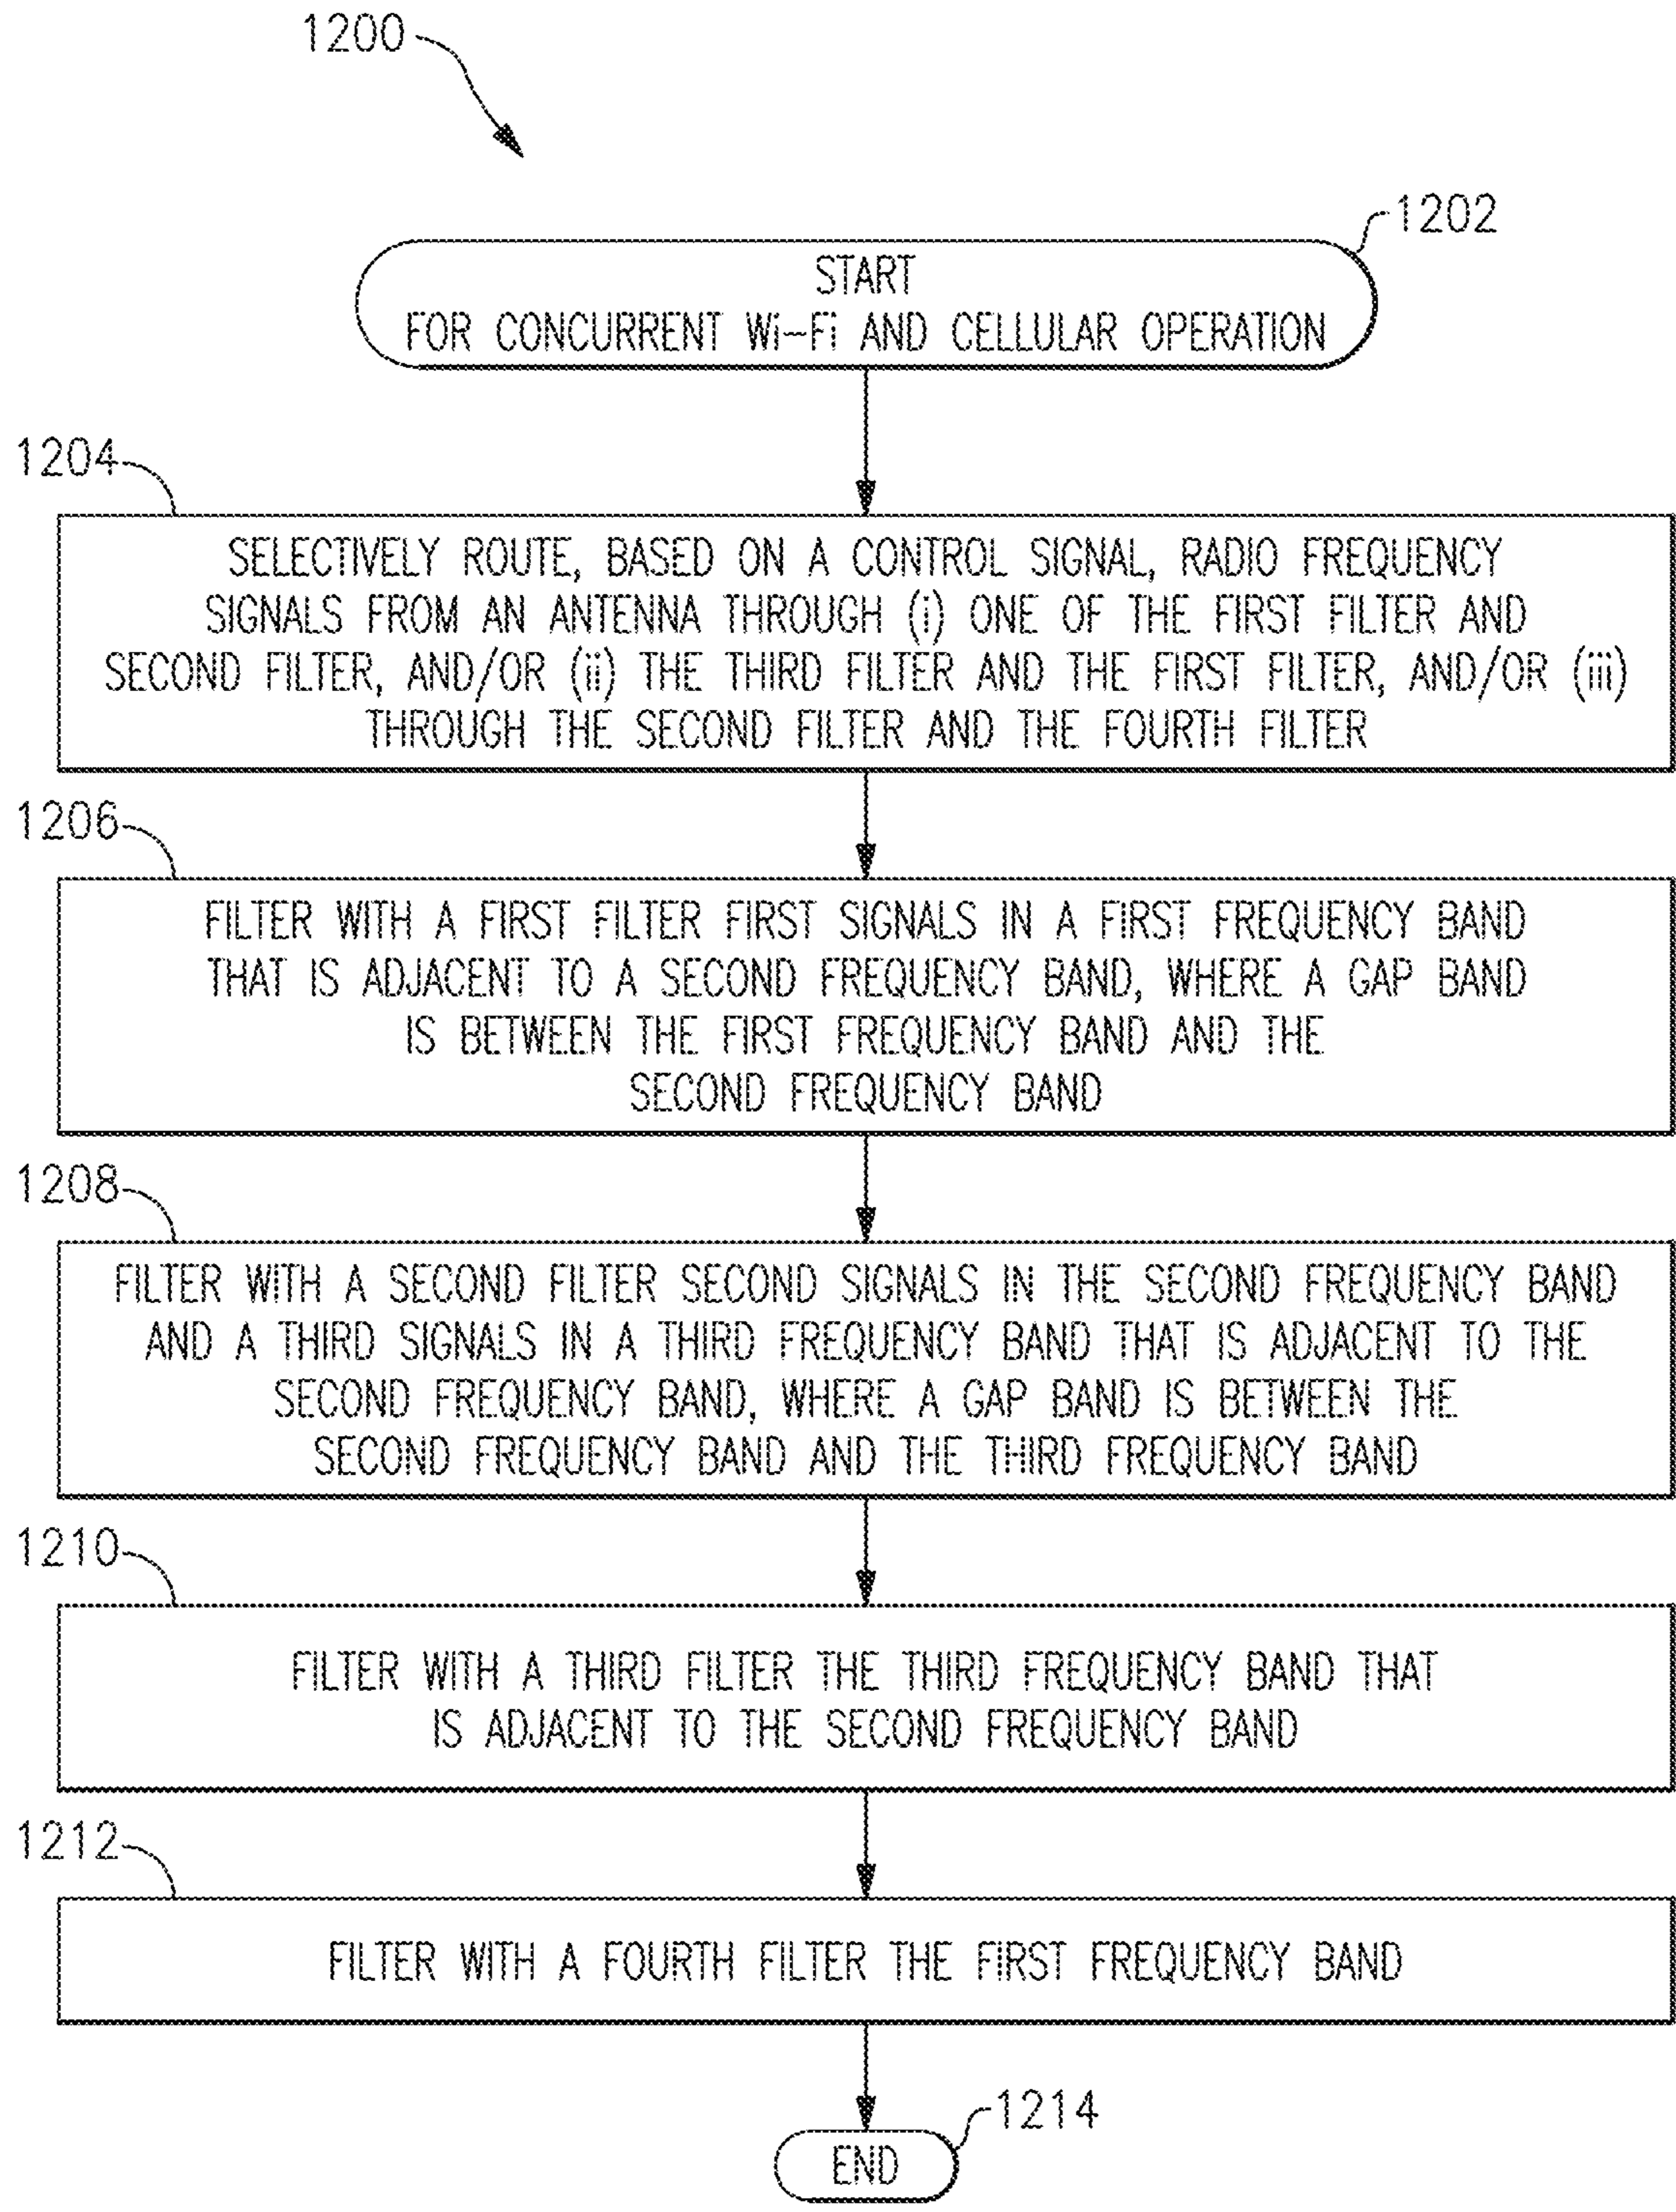 1200
1202
START
FOR CONCURRENT Wi-Fi AND CELLULAR OPERATION
1204
SELECTIVELY ROUTE, BASED ON A CONTROL SIGNAL, RADIO FREQUENCY
SIGNALS FROM AN ANTENNA THROUGH (i) ONE OF THE FIRST FILTER AND
SECOND FILTER, AND/OR (ii) THE THIRD FILTER AND THE FIRST FILTER, AND/OR (iii)
THROUGH THE SECOND FILTER AND THE FOURTH FILTER
1206
FILTER WITH A FIRST FILTER FIRST SIGNALS IN A FIRST FREQUENCY BAND
THAT IS ADJACENT TO A SECOND FREQUENCY BAND, WHERE A GAP BAND
IS BETWEEN THE FIRST FREQUENCY BAND AND THE
SECOND FREQUENCY BAND
1208
FILTER WITH A SECOND FILTER SECOND SIGNALS IN THE SECOND FREQUENCY BAND
AND A THIRD SIGNALS IN A THIRD FREQUENCY BAND THAT IS ADJACENT TO THE
SECOND FREQUENCY BAND, WHERE A GAP BAND IS BETWEEN THE
SECOND FREQUENCY BAND AND THE THIRD FREQUENCY BAND
1210
FILTER WITH A THIRD FILTER THE THIRD FREQUENCY BAND THAT
IS ADJACENT TO THE SECOND FREQUENCY BAND
1212
FILTER WITH A FOURTH FILTER THE FIRST FREQUENCY BAND
1214
END